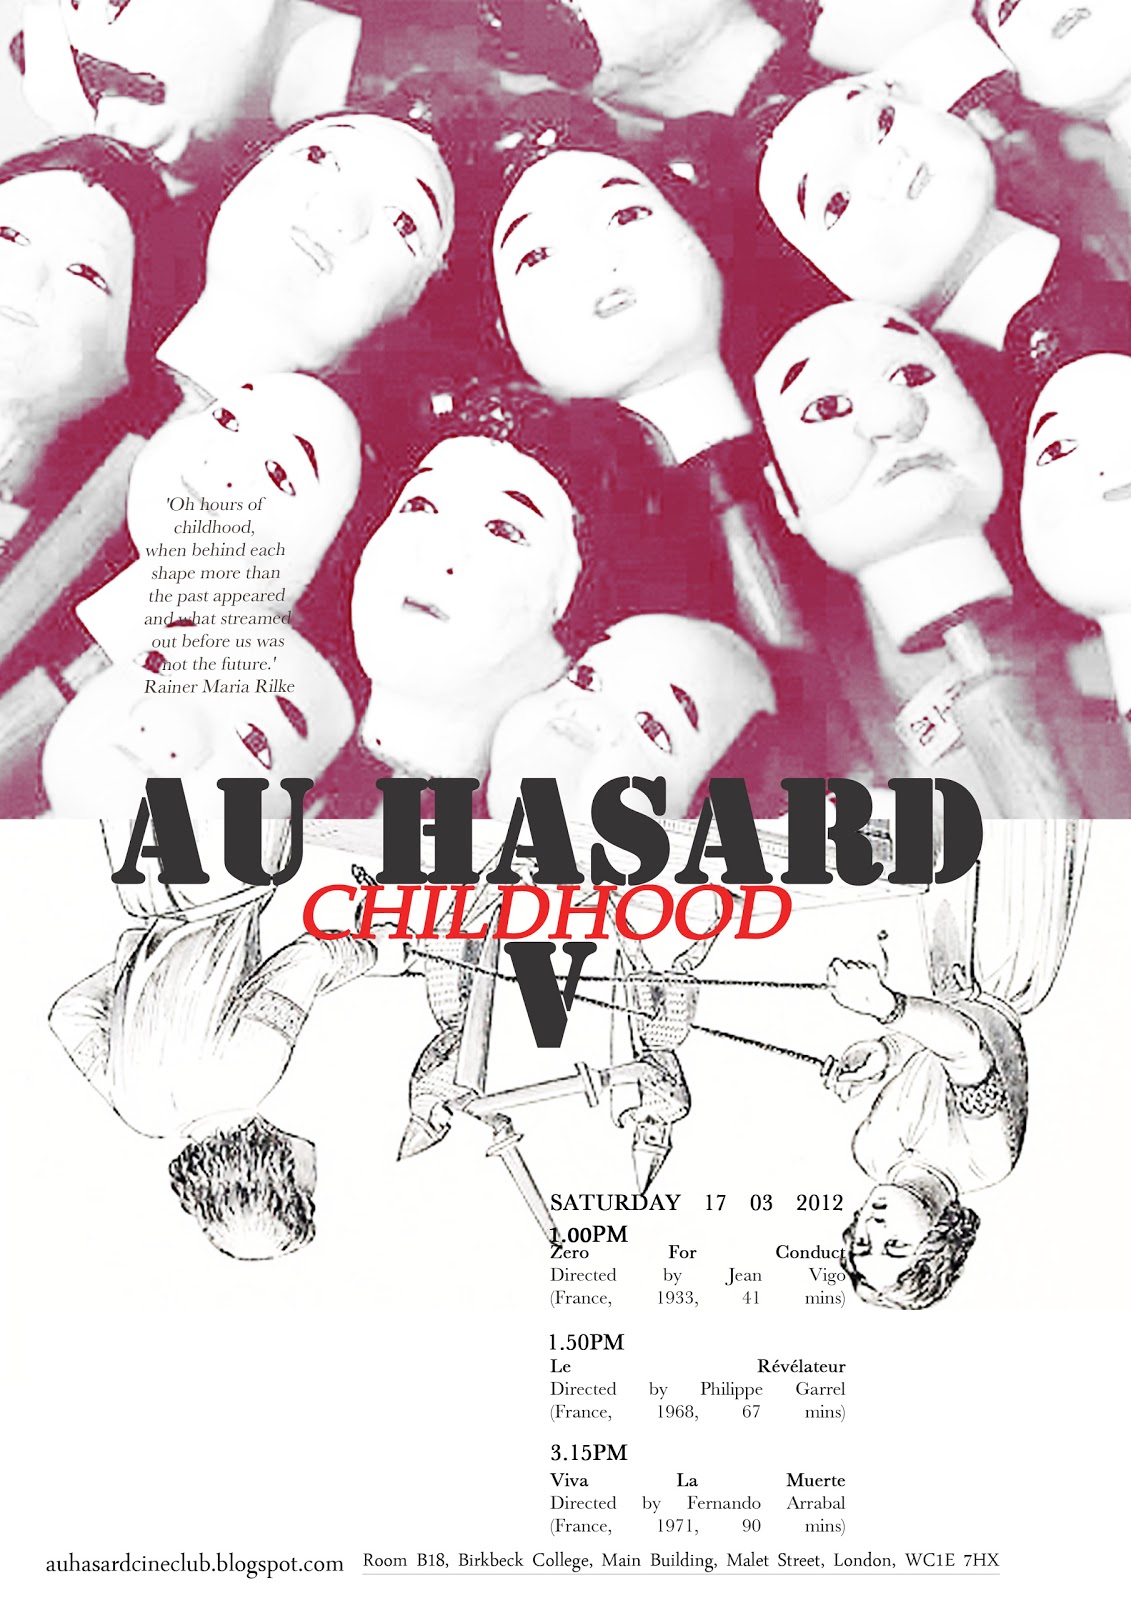 'Oh hours of
childhood,
when behind each
shape more than
the past appeared
and what streamed
out before us was
not the future.'
Rainer Maria Rilke
AU HASARD
CHILDHOOD
V
SATURDAY 17 03 2012
1.00PM
Zero For Conduct
Directed by Jean Vigo
(France, 1933, 41 mins)
1.50PM
Le Révélateur
Directed by Philippe Garrel
(France, 1968, 67 mins)
3.15PM
Viva La Muerte
Directed by Fernando Arrabal
(France, 1971, 90 mins)
auhasardcineclub.blogspot.com
Room B18, Birkbeck College, Main Building, Malet Street, London, WC1E 7HX